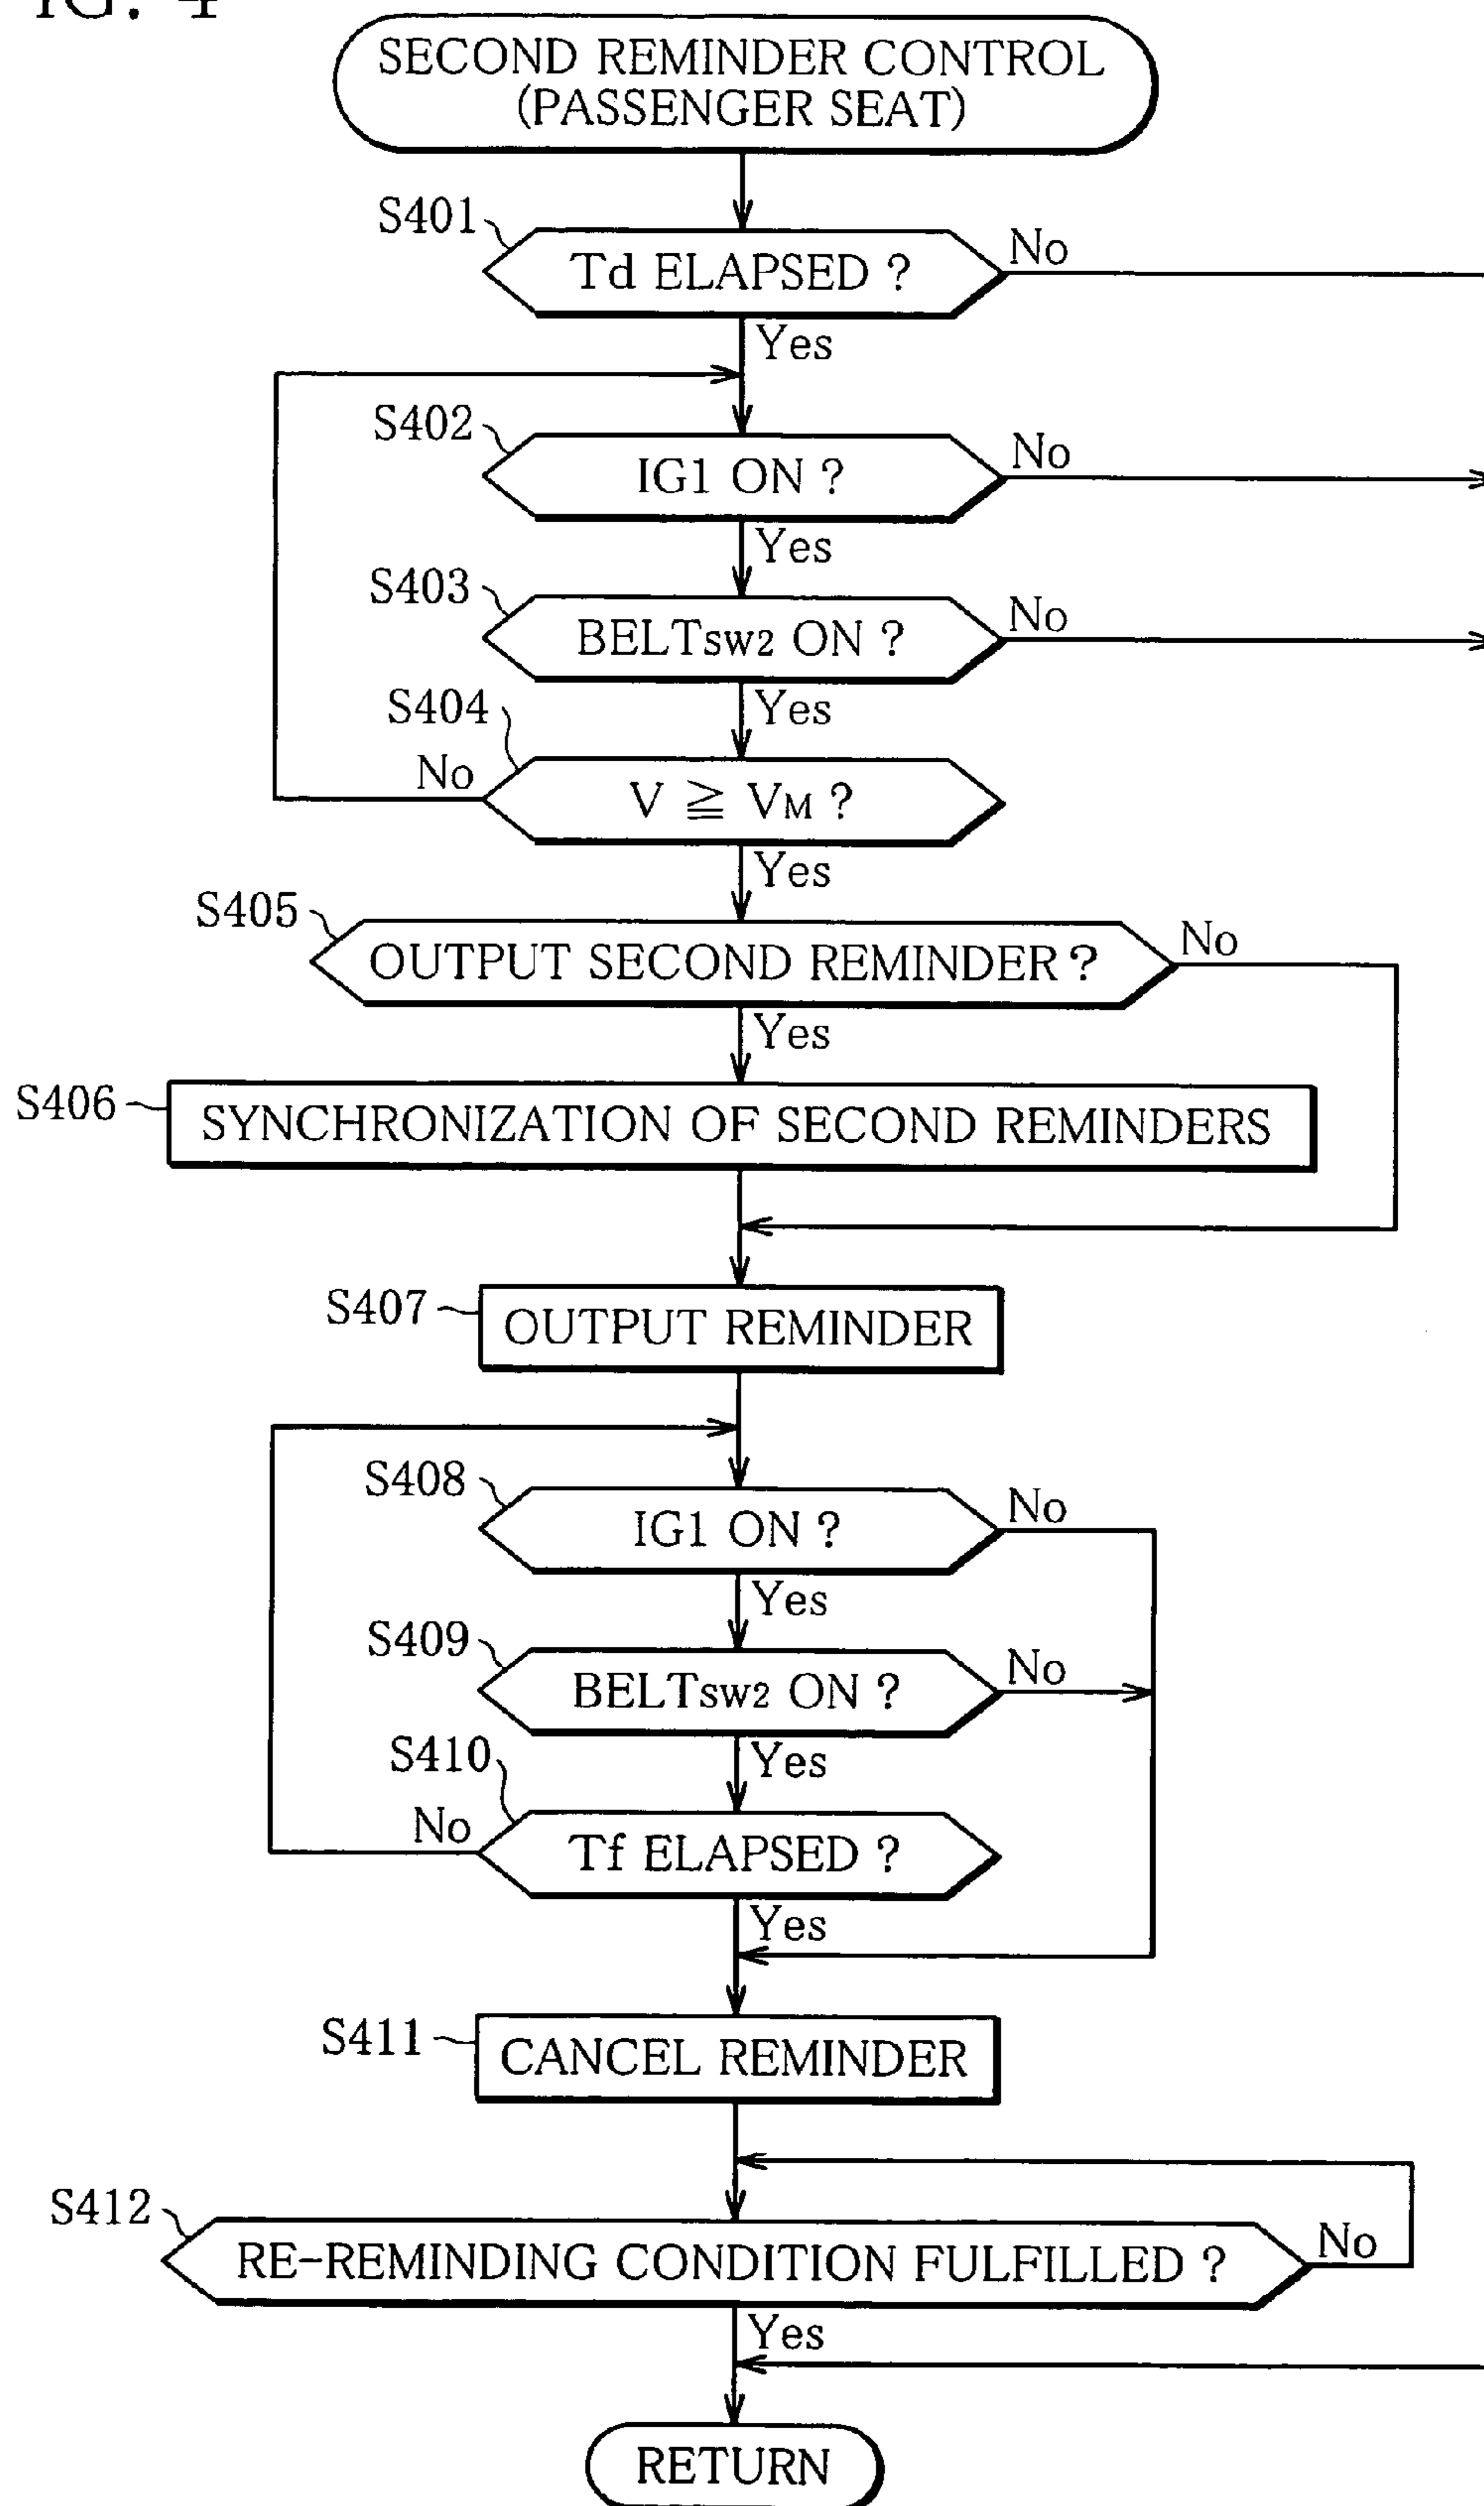 FIG. 4
SECOND REMINDER CONTROL
(PASSENGER SEAT)
S401
Td ELAPSED ?
No
Yes
S402
IG1 ON ?
No
Yes
S403
BELTSW2 ON ?
No
Yes
S404
No
V ≧ VM ?
Yes
S405
OUTPUT SECOND REMINDER ?
No
Yes
S406
SYNCHRONIZATION OF SECOND REMINDERS
S407
OUTPUT REMINDER
S408
IG1 ON ?
No
Yes
S409
BELTSW2 ON ?
No
Yes
S410
No
Tf ELAPSED ?
Yes
S411
CANCEL REMINDER
S412
RE-REMINDING CONDITION FULFILLED ?
No
Yes
RETURN